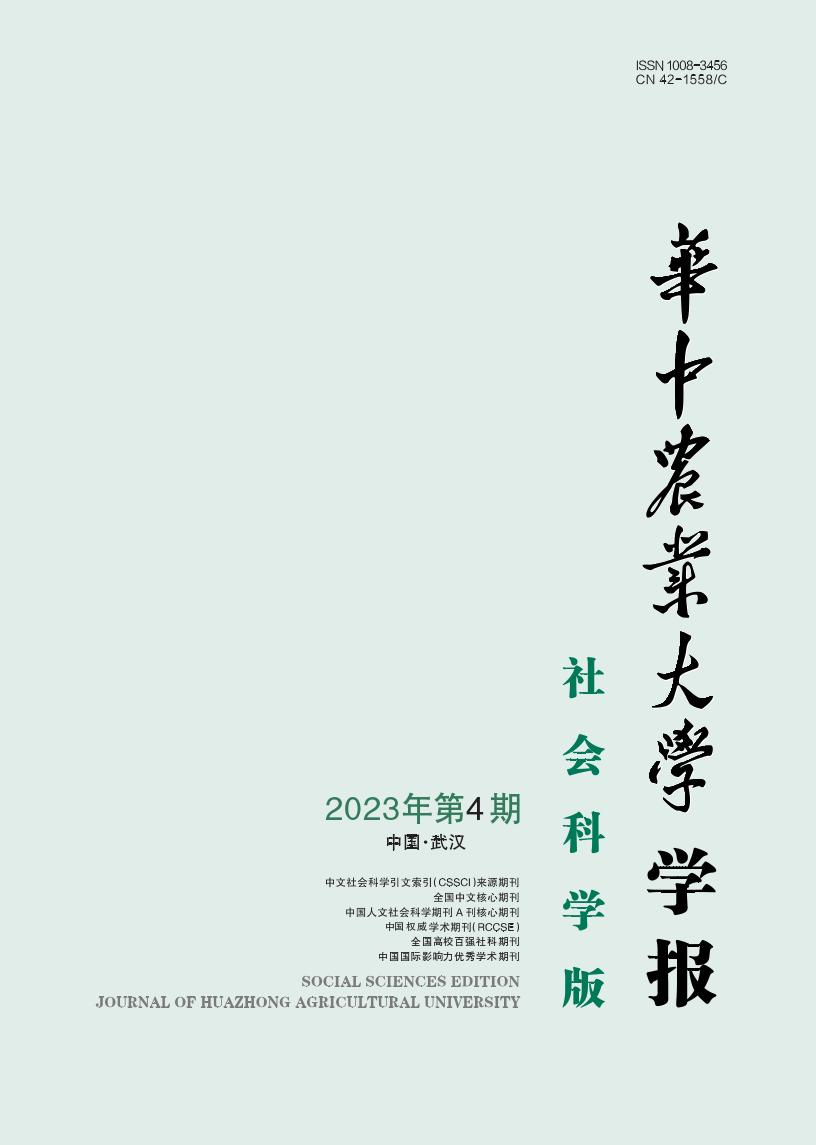 ISSN 1008-3456
CN 42-1558/C
華中農業大學
学报
社会科学版
2023年第4期
中国·武汉
中文社会科学引文索引(CSSCI)来源期刊
全国中文核心期刊
中国人文社会科学期刊 A 刊核心期刊
中国权威学术期刊(RCCSE)
全国高校百强社科期刊
中国国际影响力优秀学术期刊
SOCIAL SCIENCES EDITION
JOURNAL OF HUAZHONG AGRICULTURAL UNIVERSITY